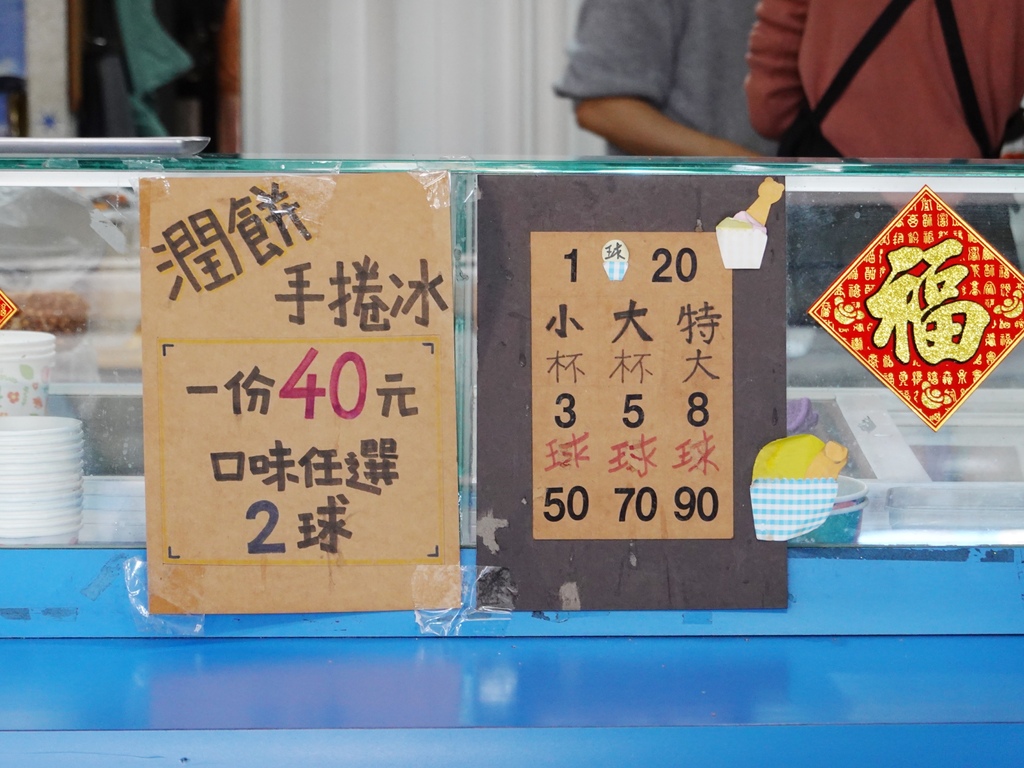 潤餅
手捲冰
一份40元
口味任選
2球
1 球 20
小 大 特
杯 杯 大
3 5 8
球 球 球
50 70 90
福